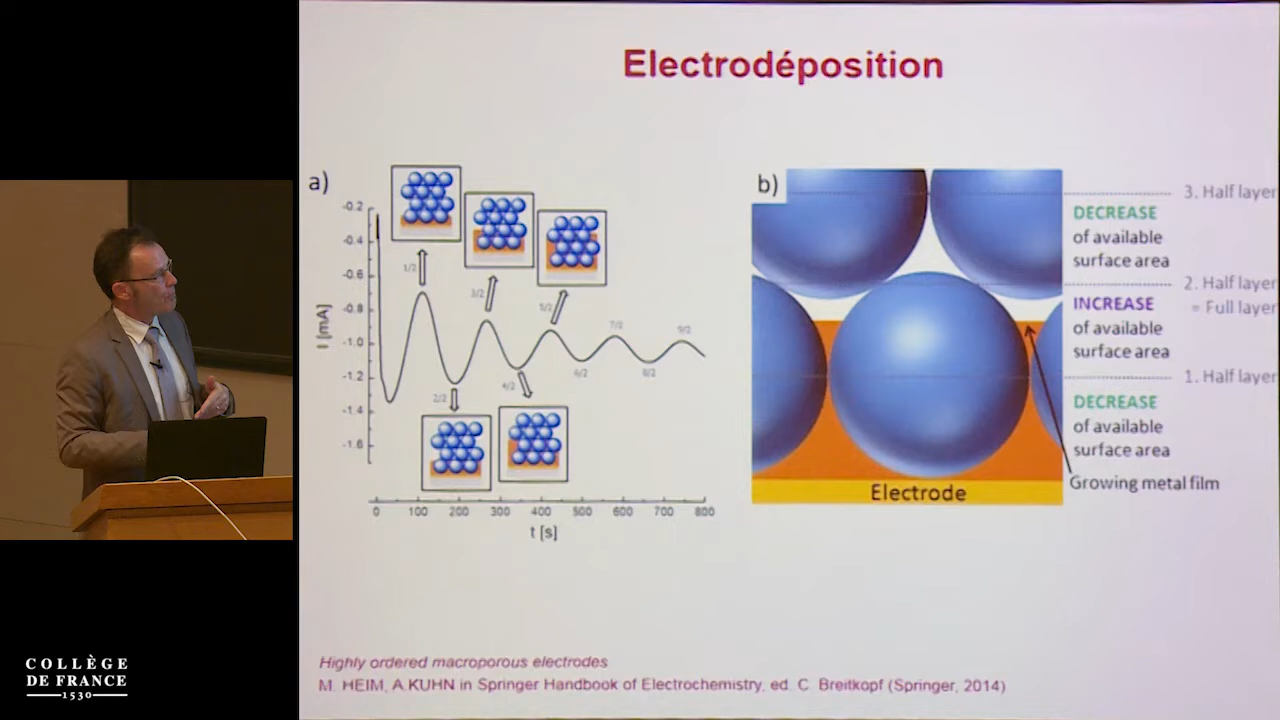 Electrodéposition
a)
-0.2
-0.4
-0.6
-0.8
-1.0
-1.2
-1.4
-1.6
I [mA]
1/2
3/2
5/2
7/2
9/2
2/2
4/2
6/2
8/2
0 100 200 300 400 500 600 700 800
t [s]
b)
3. Half layer
DECREASE
of available
surface area
2. Half layer
= Full layer
INCREASE
of available
surface area
1. Half layer
DECREASE
of available
surface area
Growing metal film
Electrode
Highly ordered macroporous electrodes
M. HEIM, A.KUHN in Springer Handbook of Electrochemistry, ed. C. Breitkopf (Springer, 2014)
COLLÈGE
DE FRANCE
1530